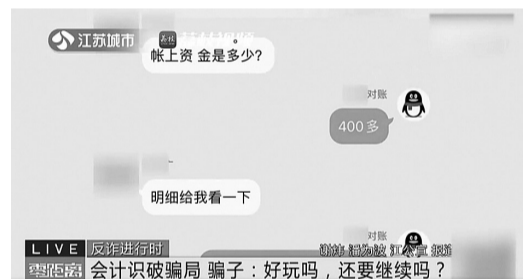 江苏城市
帐上资 金是多少?
对账
400多
明细给我看一下
对账
LIVE 反诈进行时
零距离 会计识破骗局 骗子:好玩吗,还要继续吗?